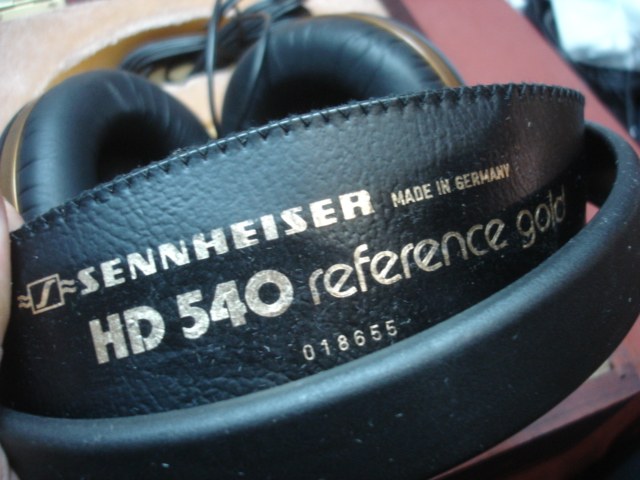 SENNHEISER MADE IN GERMANY
HD 540 reference gold
018655